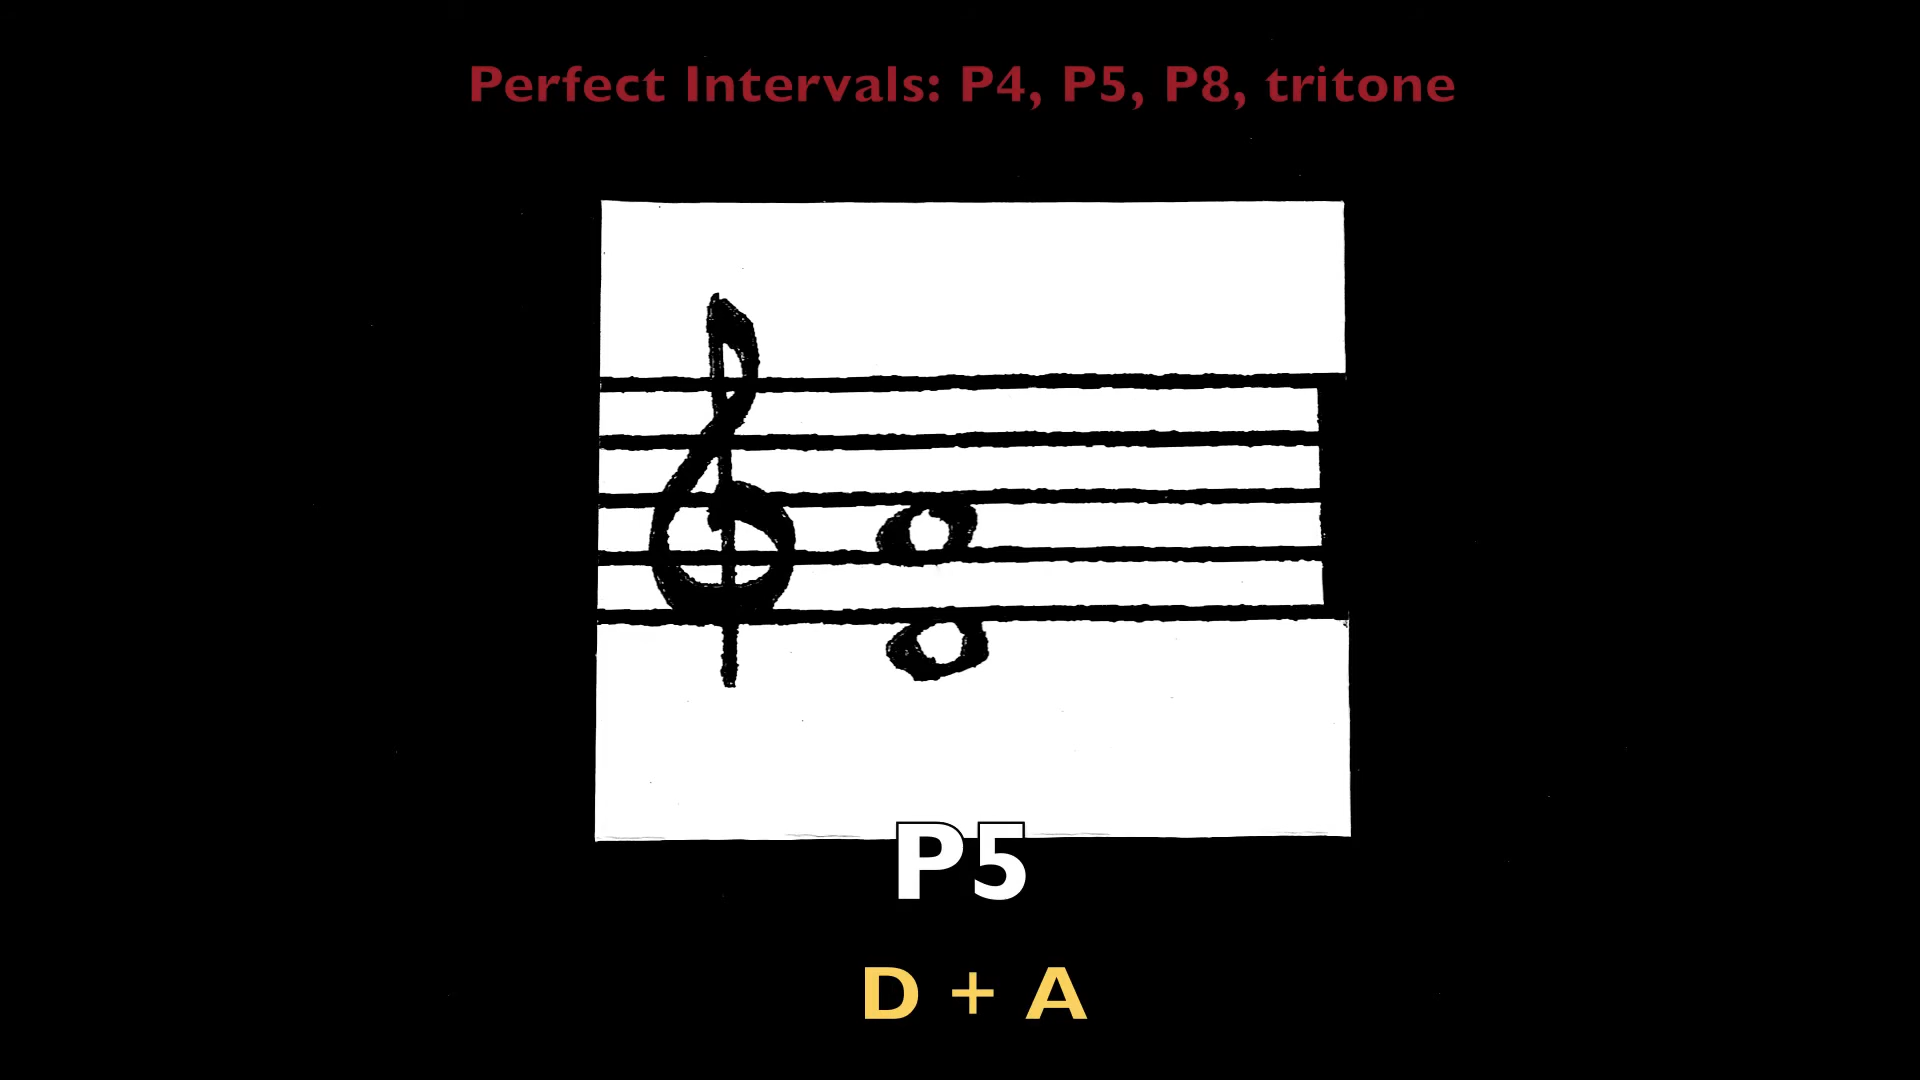 Perfect Intervals: P4, P5, P8, tritone
P5
D + A